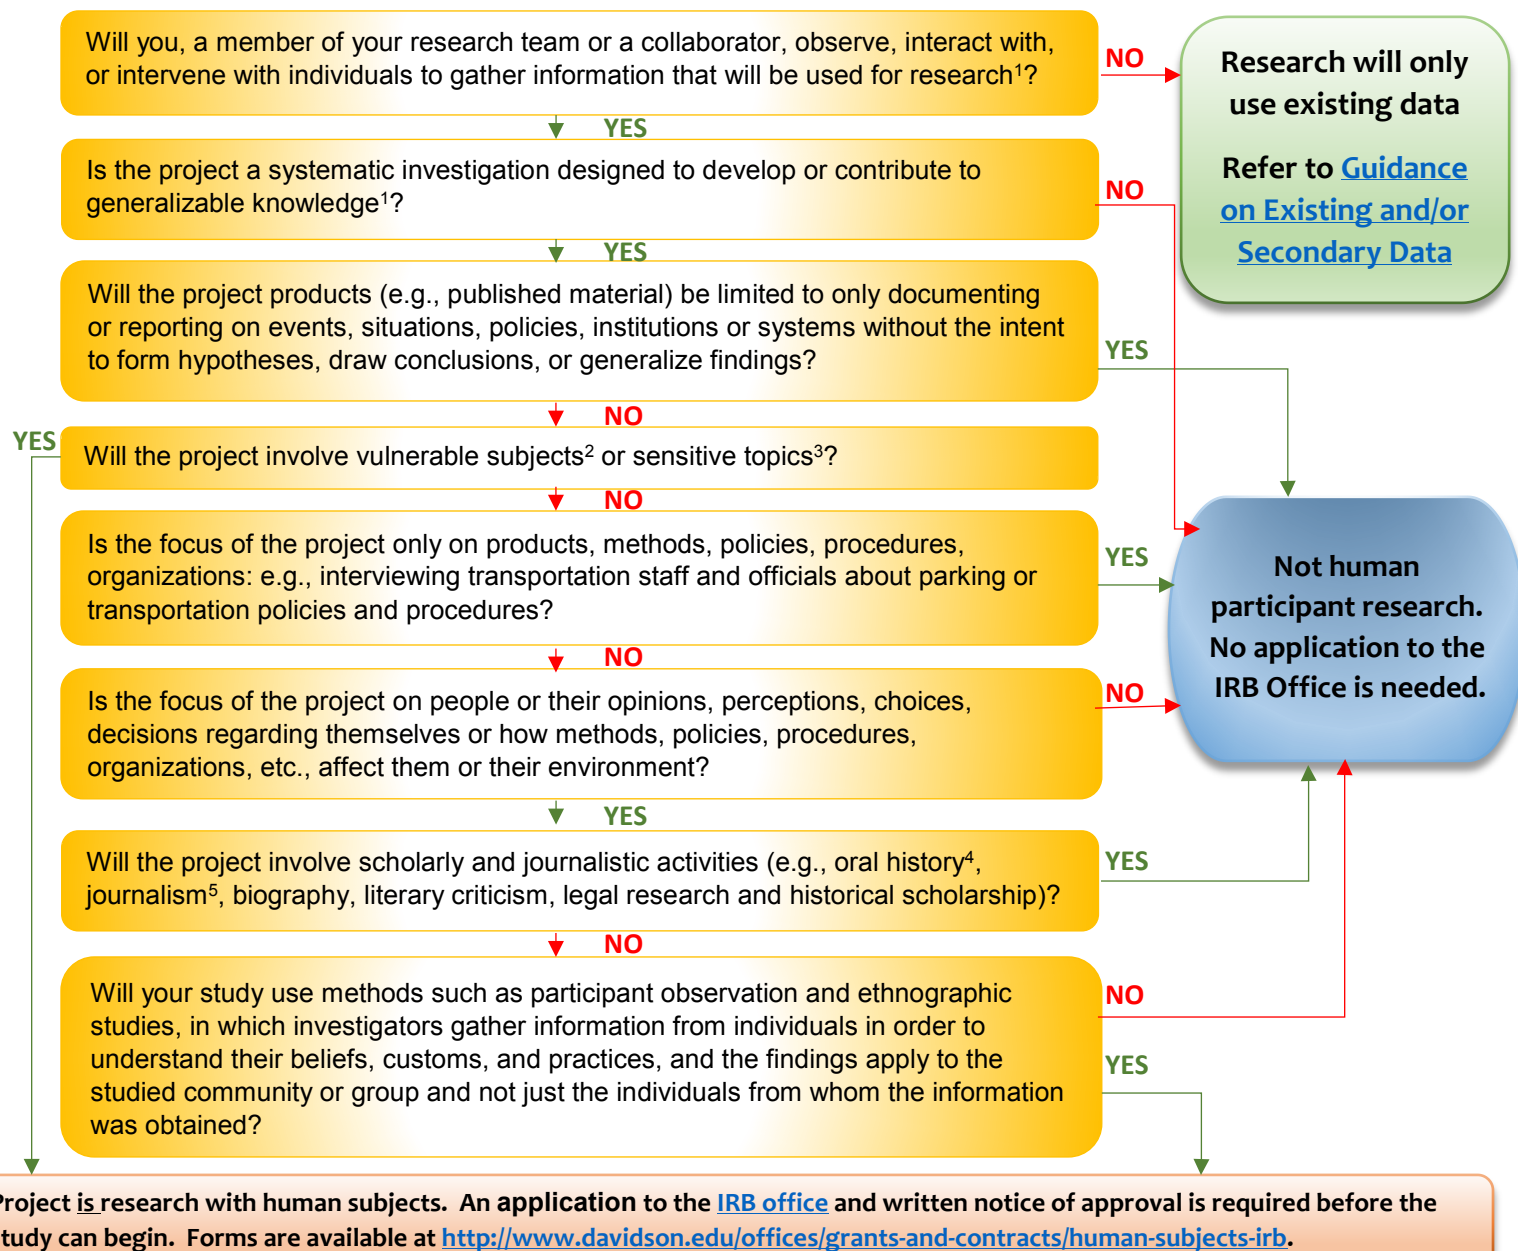 Will you, a member of your research team or a collaborator, observe, interact with,
or intervene with individuals to gather information that will be used for research¹?
NO
Research will only
use existing data
Refer to Guidance
on Existing and/or
Secondary Data
YES
Is the project a systematic investigation designed to develop or contribute to
generalizable knowledge¹?
NO
YES
Will the project products (e.g., published material) be limited to only documenting
or reporting on events, situations, policies, institutions or systems without the intent
to form hypotheses, draw conclusions, or generalize findings?
YES
NO
YES
Will the project involve vulnerable subjects² or sensitive topics³?
NO
Is the focus of the project only on products, methods, policies, procedures,
organizations: e.g., interviewing transportation staff and officials about parking or
transportation policies and procedures?
YES
Not human
participant research.
No application to the
IRB Office is needed.
NO
Is the focus of the project on people or their opinions, perceptions, choices,
decisions regarding themselves or how methods, policies, procedures,
organizations, etc., affect them or their environment?
NO
YES
Will the project involve scholarly and journalistic activities (e.g., oral history⁴,
journalism⁵, biography, literary criticism, legal research and historical scholarship)?
YES
NO
Will your study use methods such as participant observation and ethnographic
studies, in which investigators gather information from individuals in order to
understand their beliefs, customs, and practices, and the findings apply to the
studied community or group and not just the individuals from whom the information
was obtained?
NO
YES
Project is research with human subjects. An application to the IRB office and written notice of approval is required before the
tudy can begin. Forms are available at http://www.davidson.edu/offices/grants-and-contracts/human-subjects-irb.